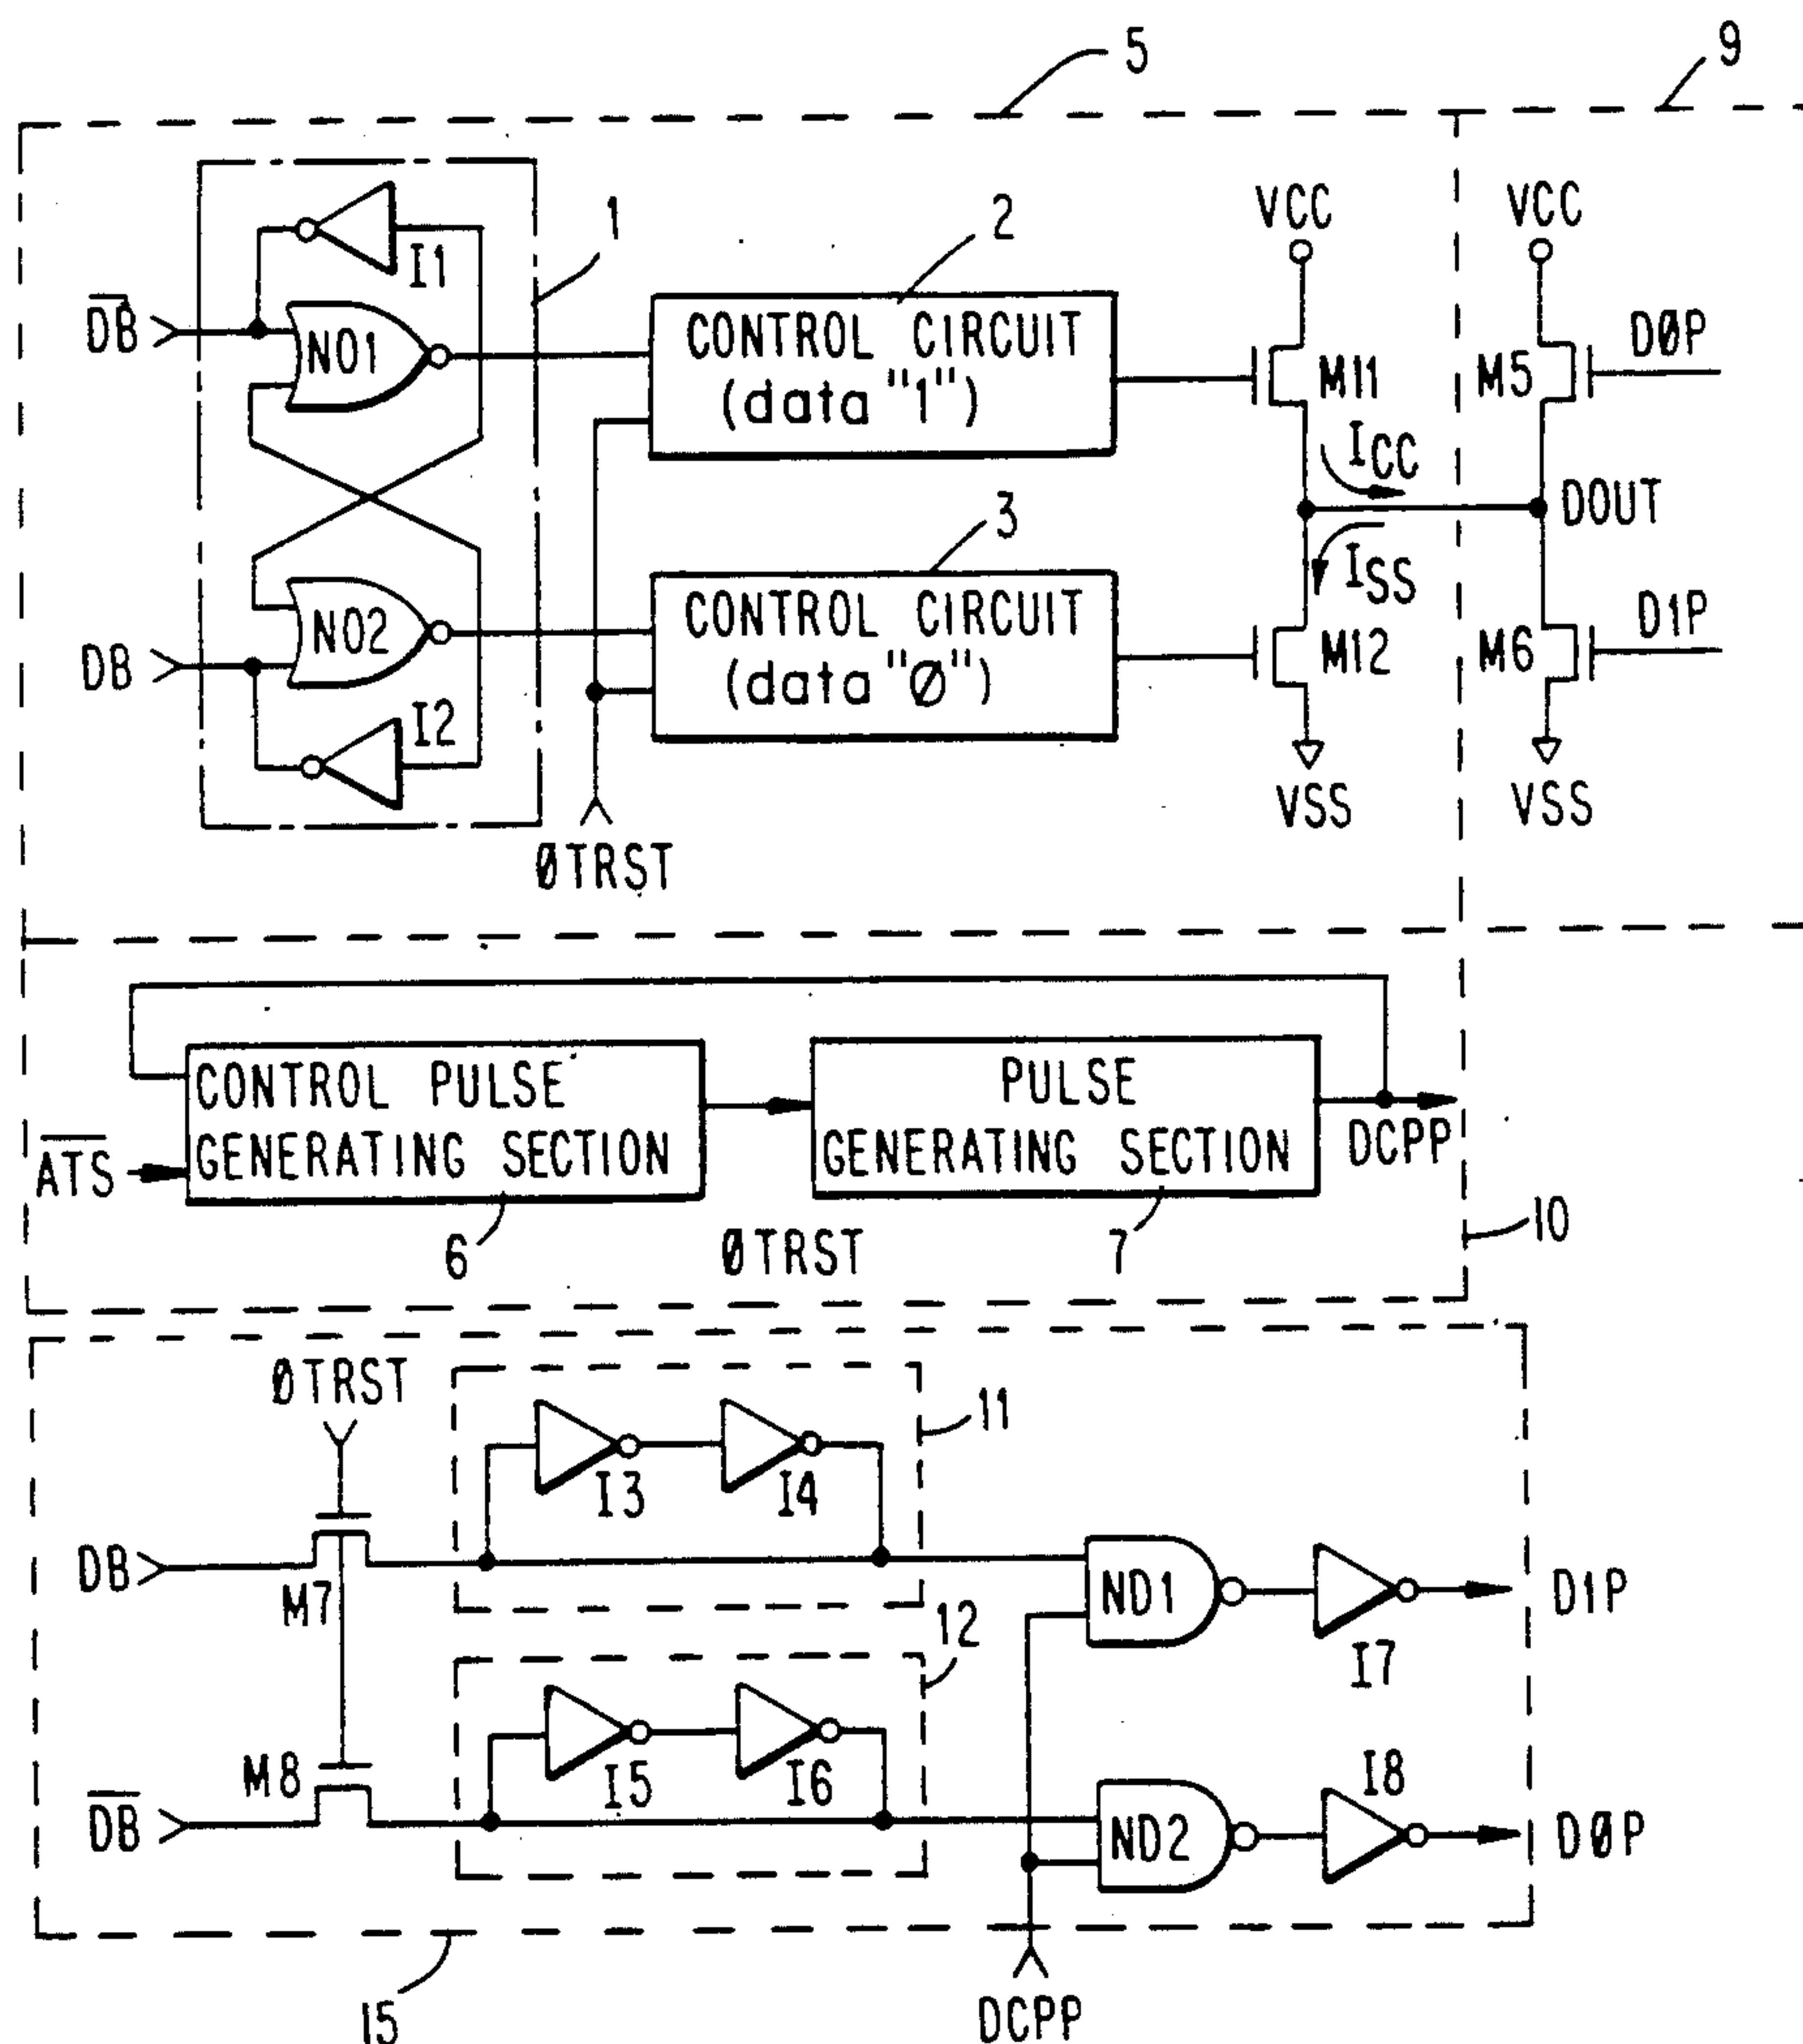 5
9
1
2
VCC
VCC
I1
D̅B̅
NO1
CONTROL CIRCUIT
(data "1")
M11
M5
DØP
ICC
DOUT
3
ISS
DB
NO2
CONTROL CIRCUIT
(data "Ø")
M12
M6
D1P
I2
VSS
VSS
ØTRST
CONTROL PULSE
GENERATING SECTION
PULSE
GENERATING SECTION
A̅T̅S̅
DCPP
6
ØTRST
7
10
ØTRST
11
I3
I4
DB
M7
ND1
D1P
12
I7
M8
I5
I6
I8
D̅B̅
ND2
DØP
15
DCPP